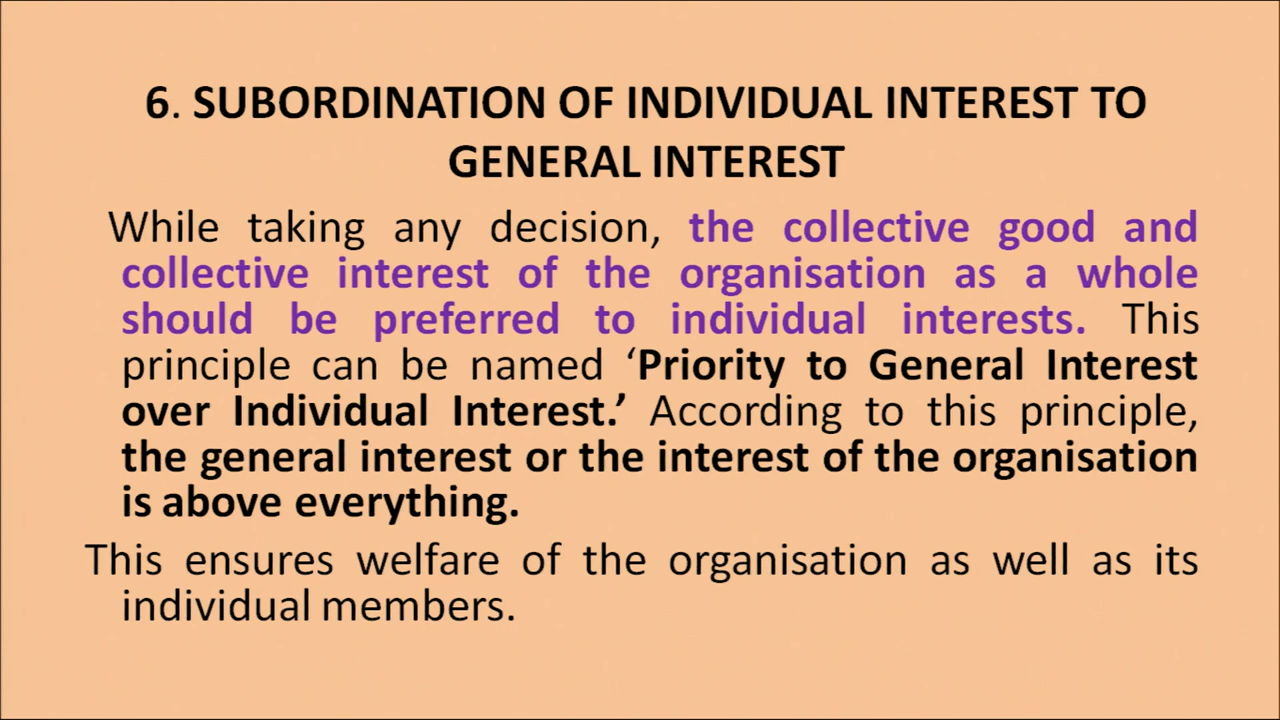 6. SUBORDINATION OF INDIVIDUAL INTEREST TO
GENERAL INTEREST
While taking any decision, the collective good and
collective interest of the organisation as a whole
should be preferred to individual interests. This
principle can be named ‘Priority to General Interest
over Individual Interest.’ According to this principle,
the general interest or the interest of the organisation
is above everything.
This ensures welfare of the organisation as well as its
individual members.